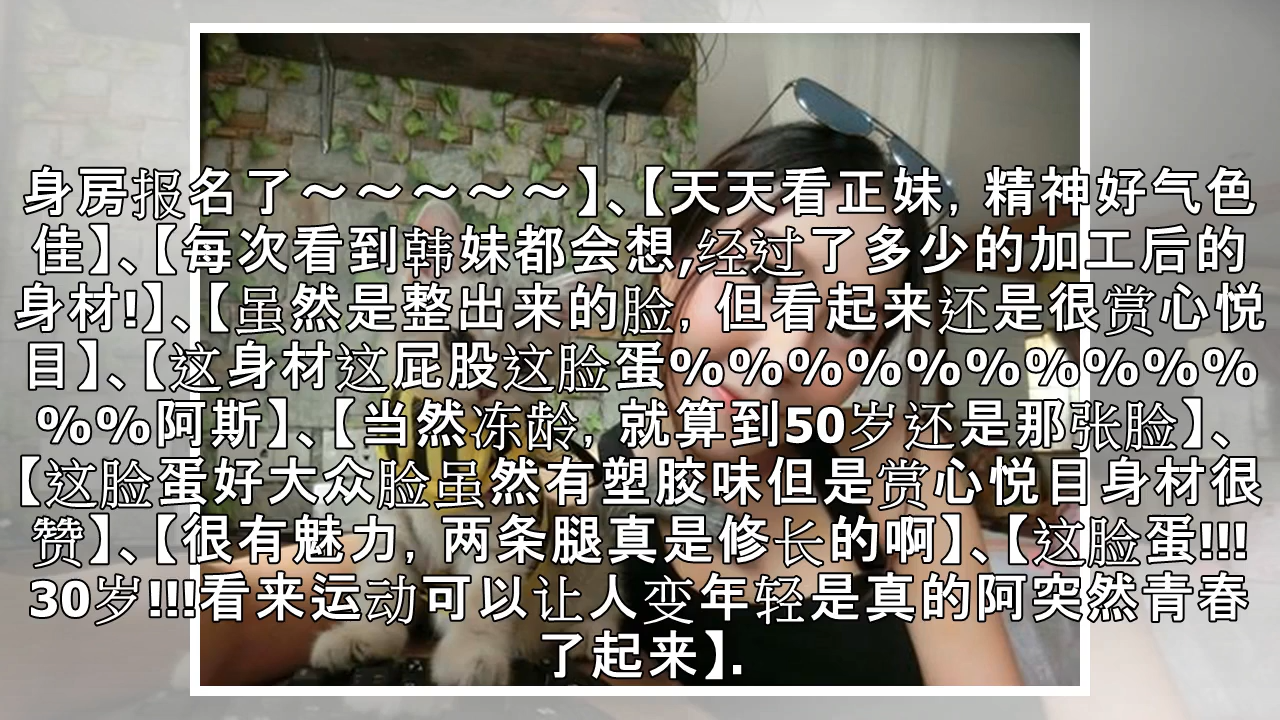 身房报名了～～～～～】、【天天看正妹, 精神好气色
佳】、【每次看到韩妹都会想,经过了多少的加工后的
身材!】、【虽然是整出来的脸, 但看起来还是很赏心悦
目】、【这身材这屁股这脸蛋%%%%%%%%%%
%%阿斯】、【当然冻龄, 就算到50岁还是那张脸】、
【这脸蛋好大众脸虽然有塑胶味但是赏心悦目身材很
赞】、【很有魅力, 两条腿真是修长的啊】、【这脸蛋!!!
30岁!!!看来运动可以让人变年轻是真的阿突然青春
了起来】.